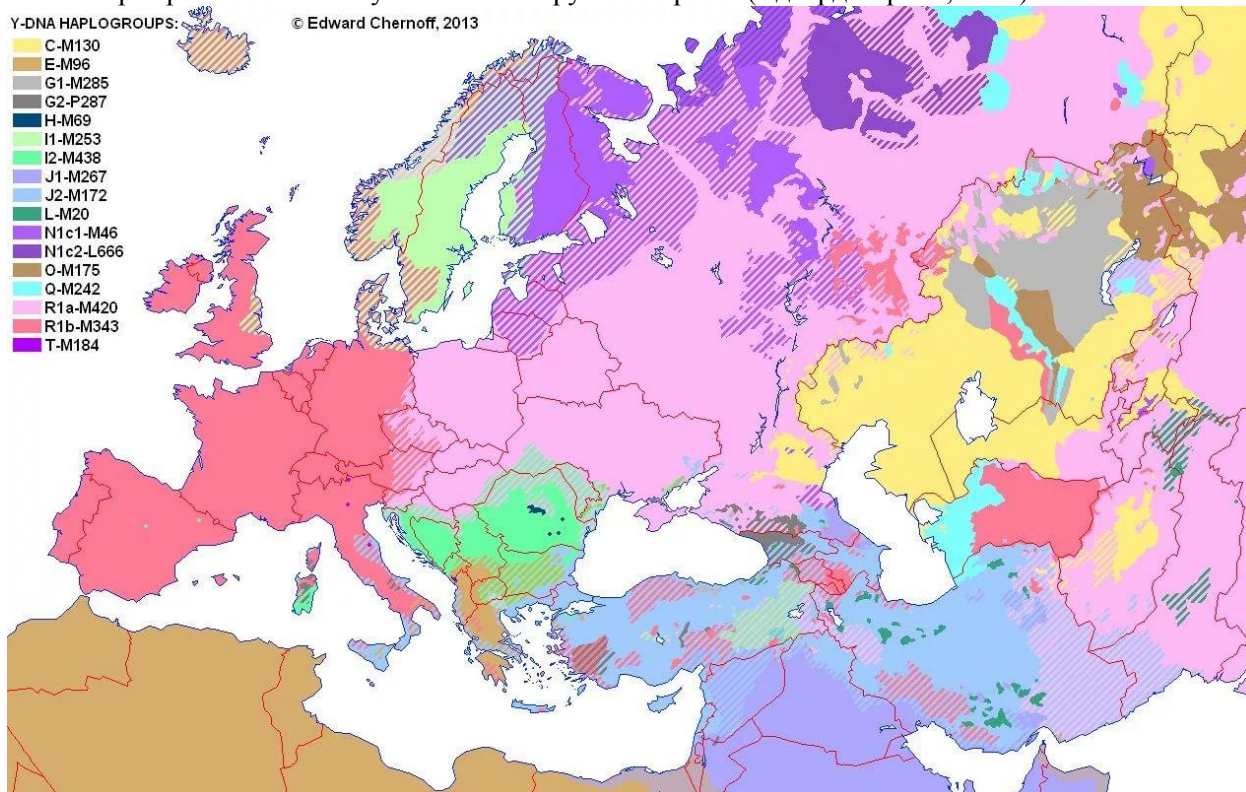 Y-DNA HAPLOGROUPS:
© Edward Chernoff, 2013
C-M130
E-M96
G1-M285
G2-P287
H-M69
I1-M253
I2-M438
J1-M267
J2-M172
L-M20
N1c1-M46
N1c2-L666
O-M175
Q-M242
R1a-M420
R1b-M343
T-M184